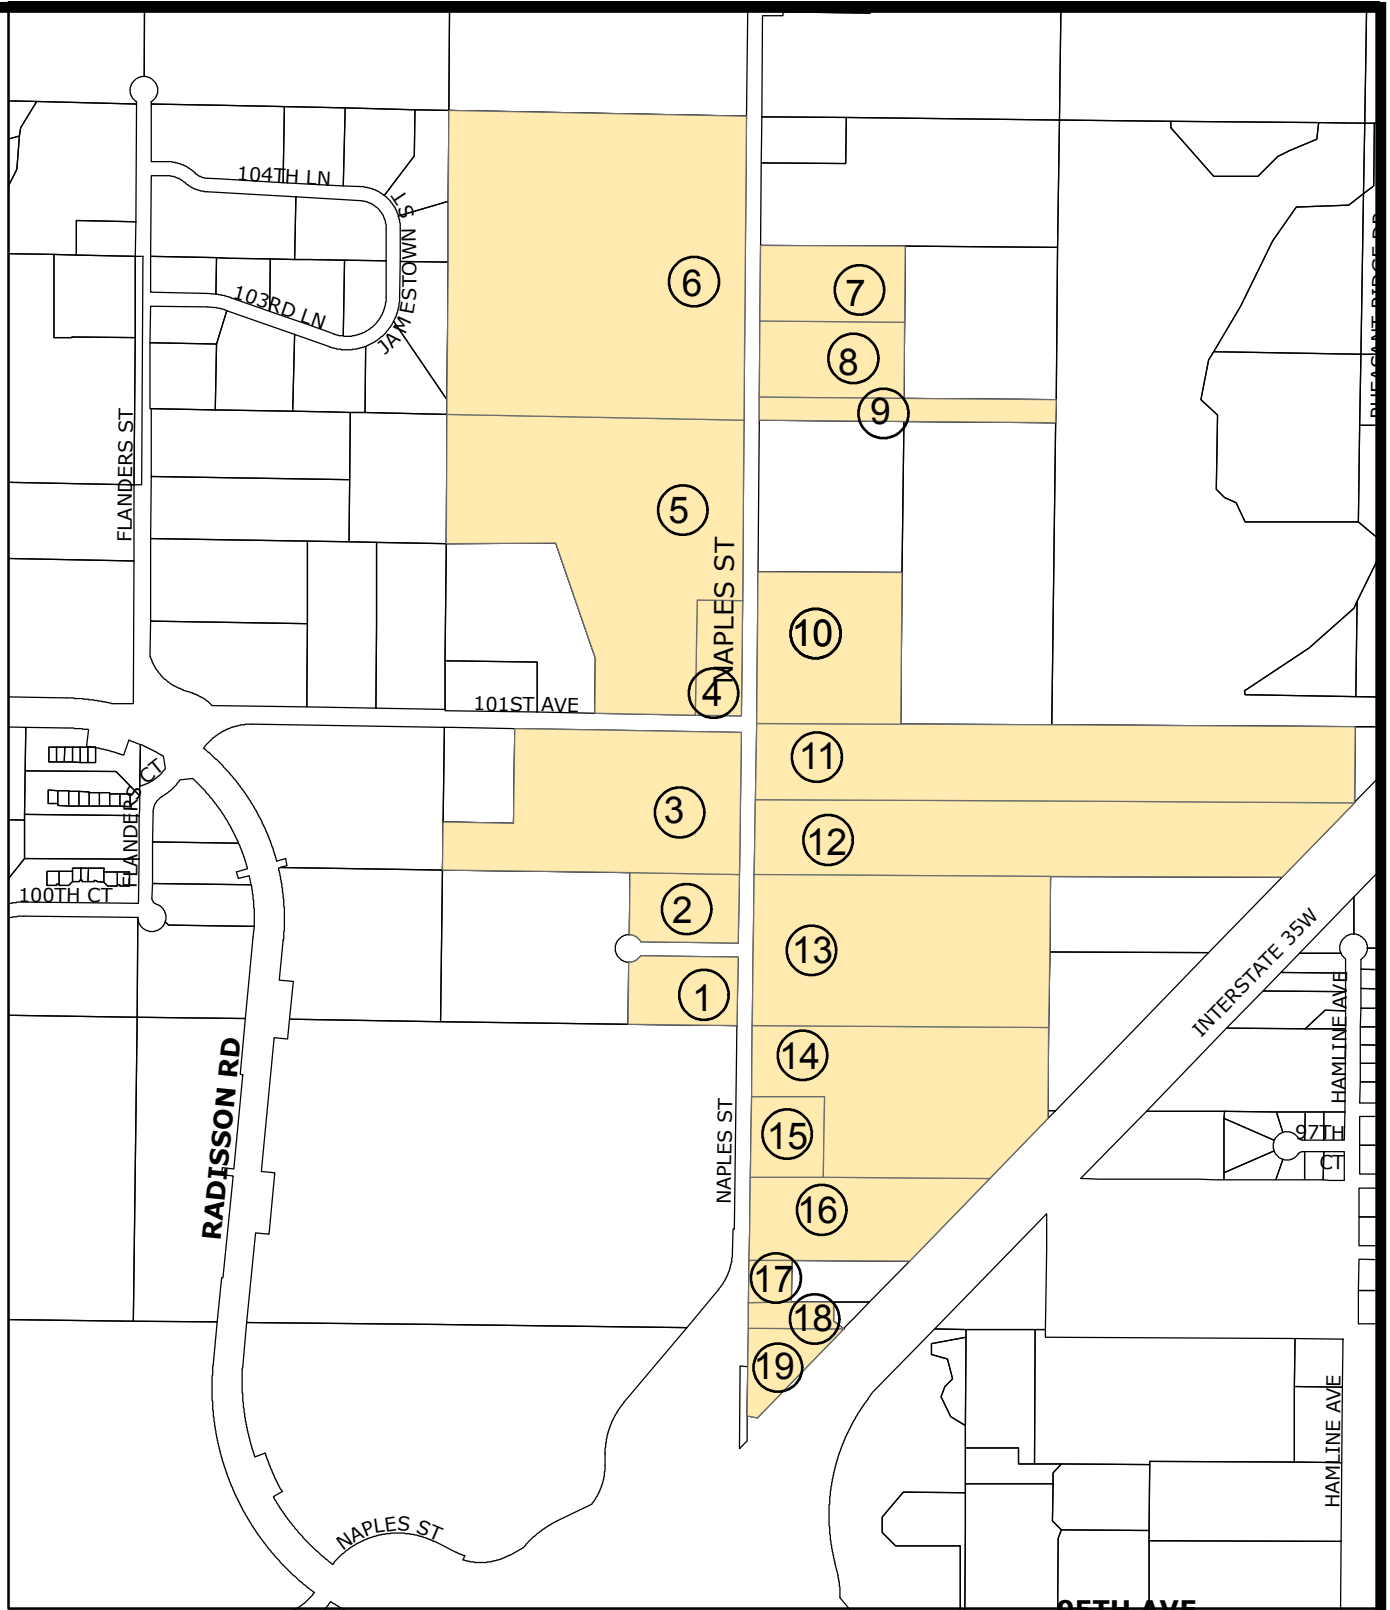 104TH LN
JAMESTOWN ST
103RD LN
6
7
8
9
FLANDERS ST
5
NAPLES ST
10
4
101ST AVE
11
3
12
FLANDERS CT
100TH CT
2
13
1
INTERSTATE 35W
HAMLINE AVE
14
RADISSON RD
15
NAPLES ST
97TH
CT
16
17
18
19
HAMLINE AVE
NAPLES ST